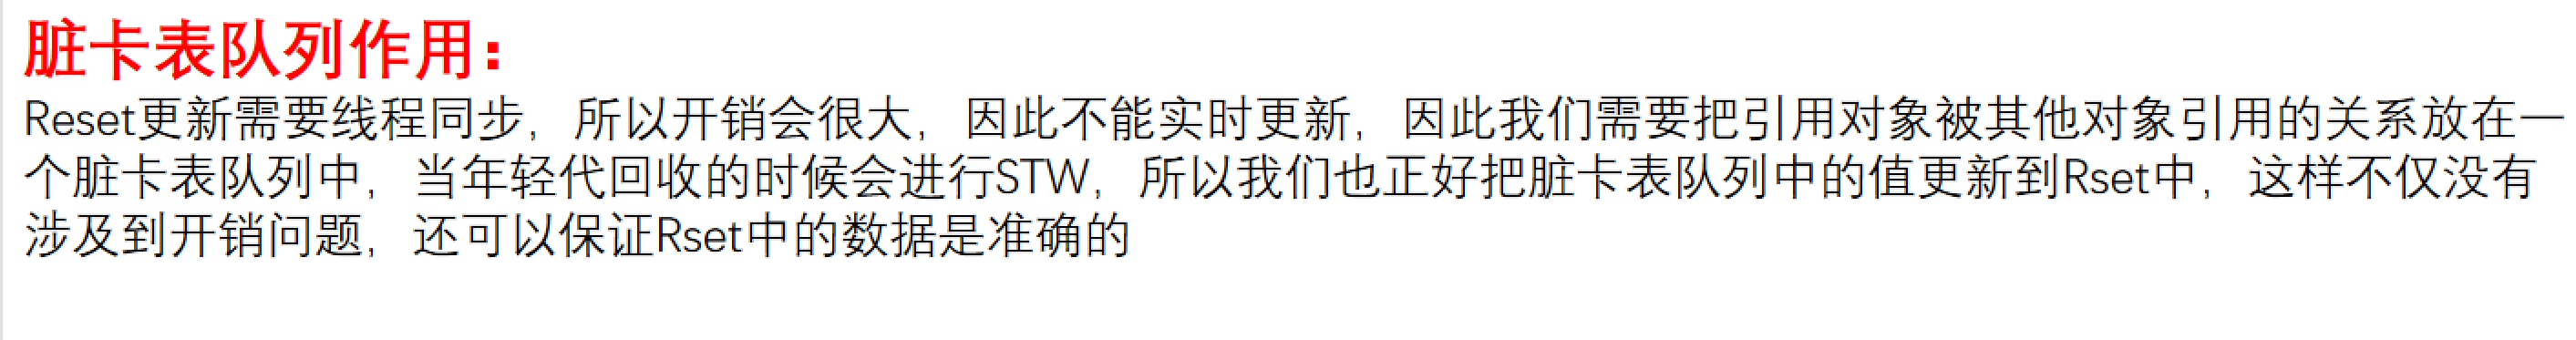 脏卡表队列作用：
Reset更新需要线程同步，所以开销会很大，因此不能实时更新，因此我们需要把引用对象被其他对象引用的关系放在一
个脏卡表队列中，当年轻代回收的时候会进行STW，所以我们也正好把脏卡表队列中的值更新到Rset中，这样不仅没有
涉及到开销问题，还可以保证Rset中的数据是准确的